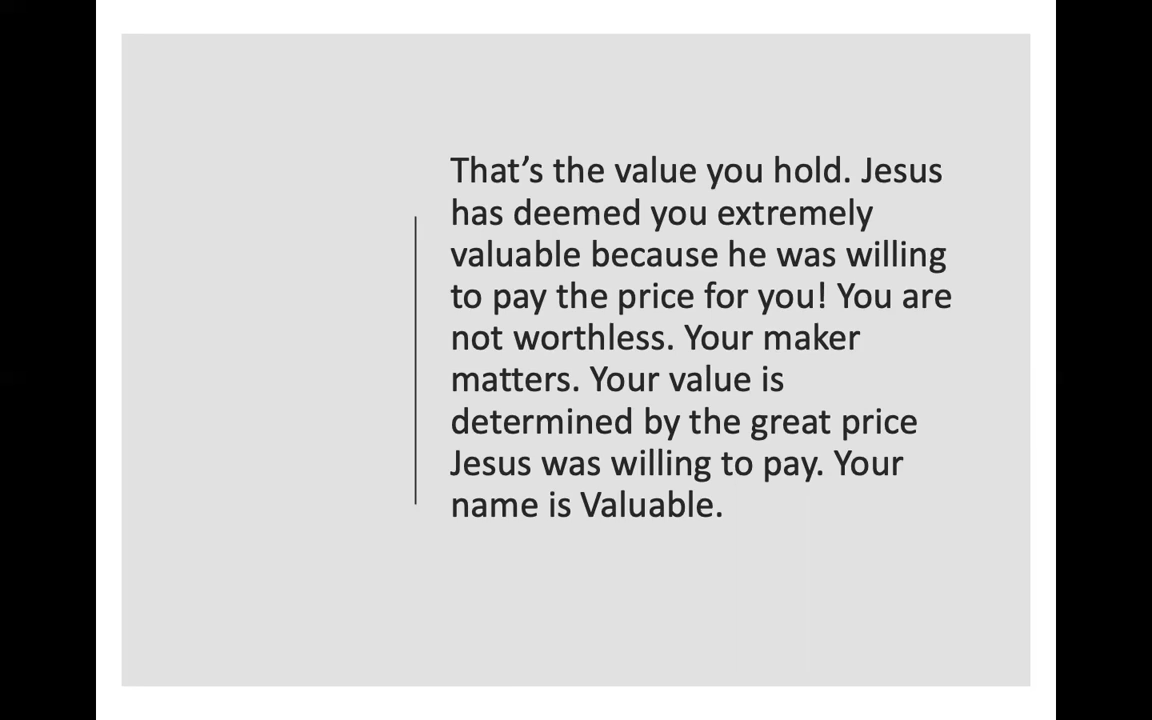 That’s the value you hold. Jesus
has deemed you extremely
valuable because he was willing
to pay the price for you! You are
not worthless. Your maker
matters. Your value is
determined by the great price
Jesus was willing to pay. Your
name is Valuable.